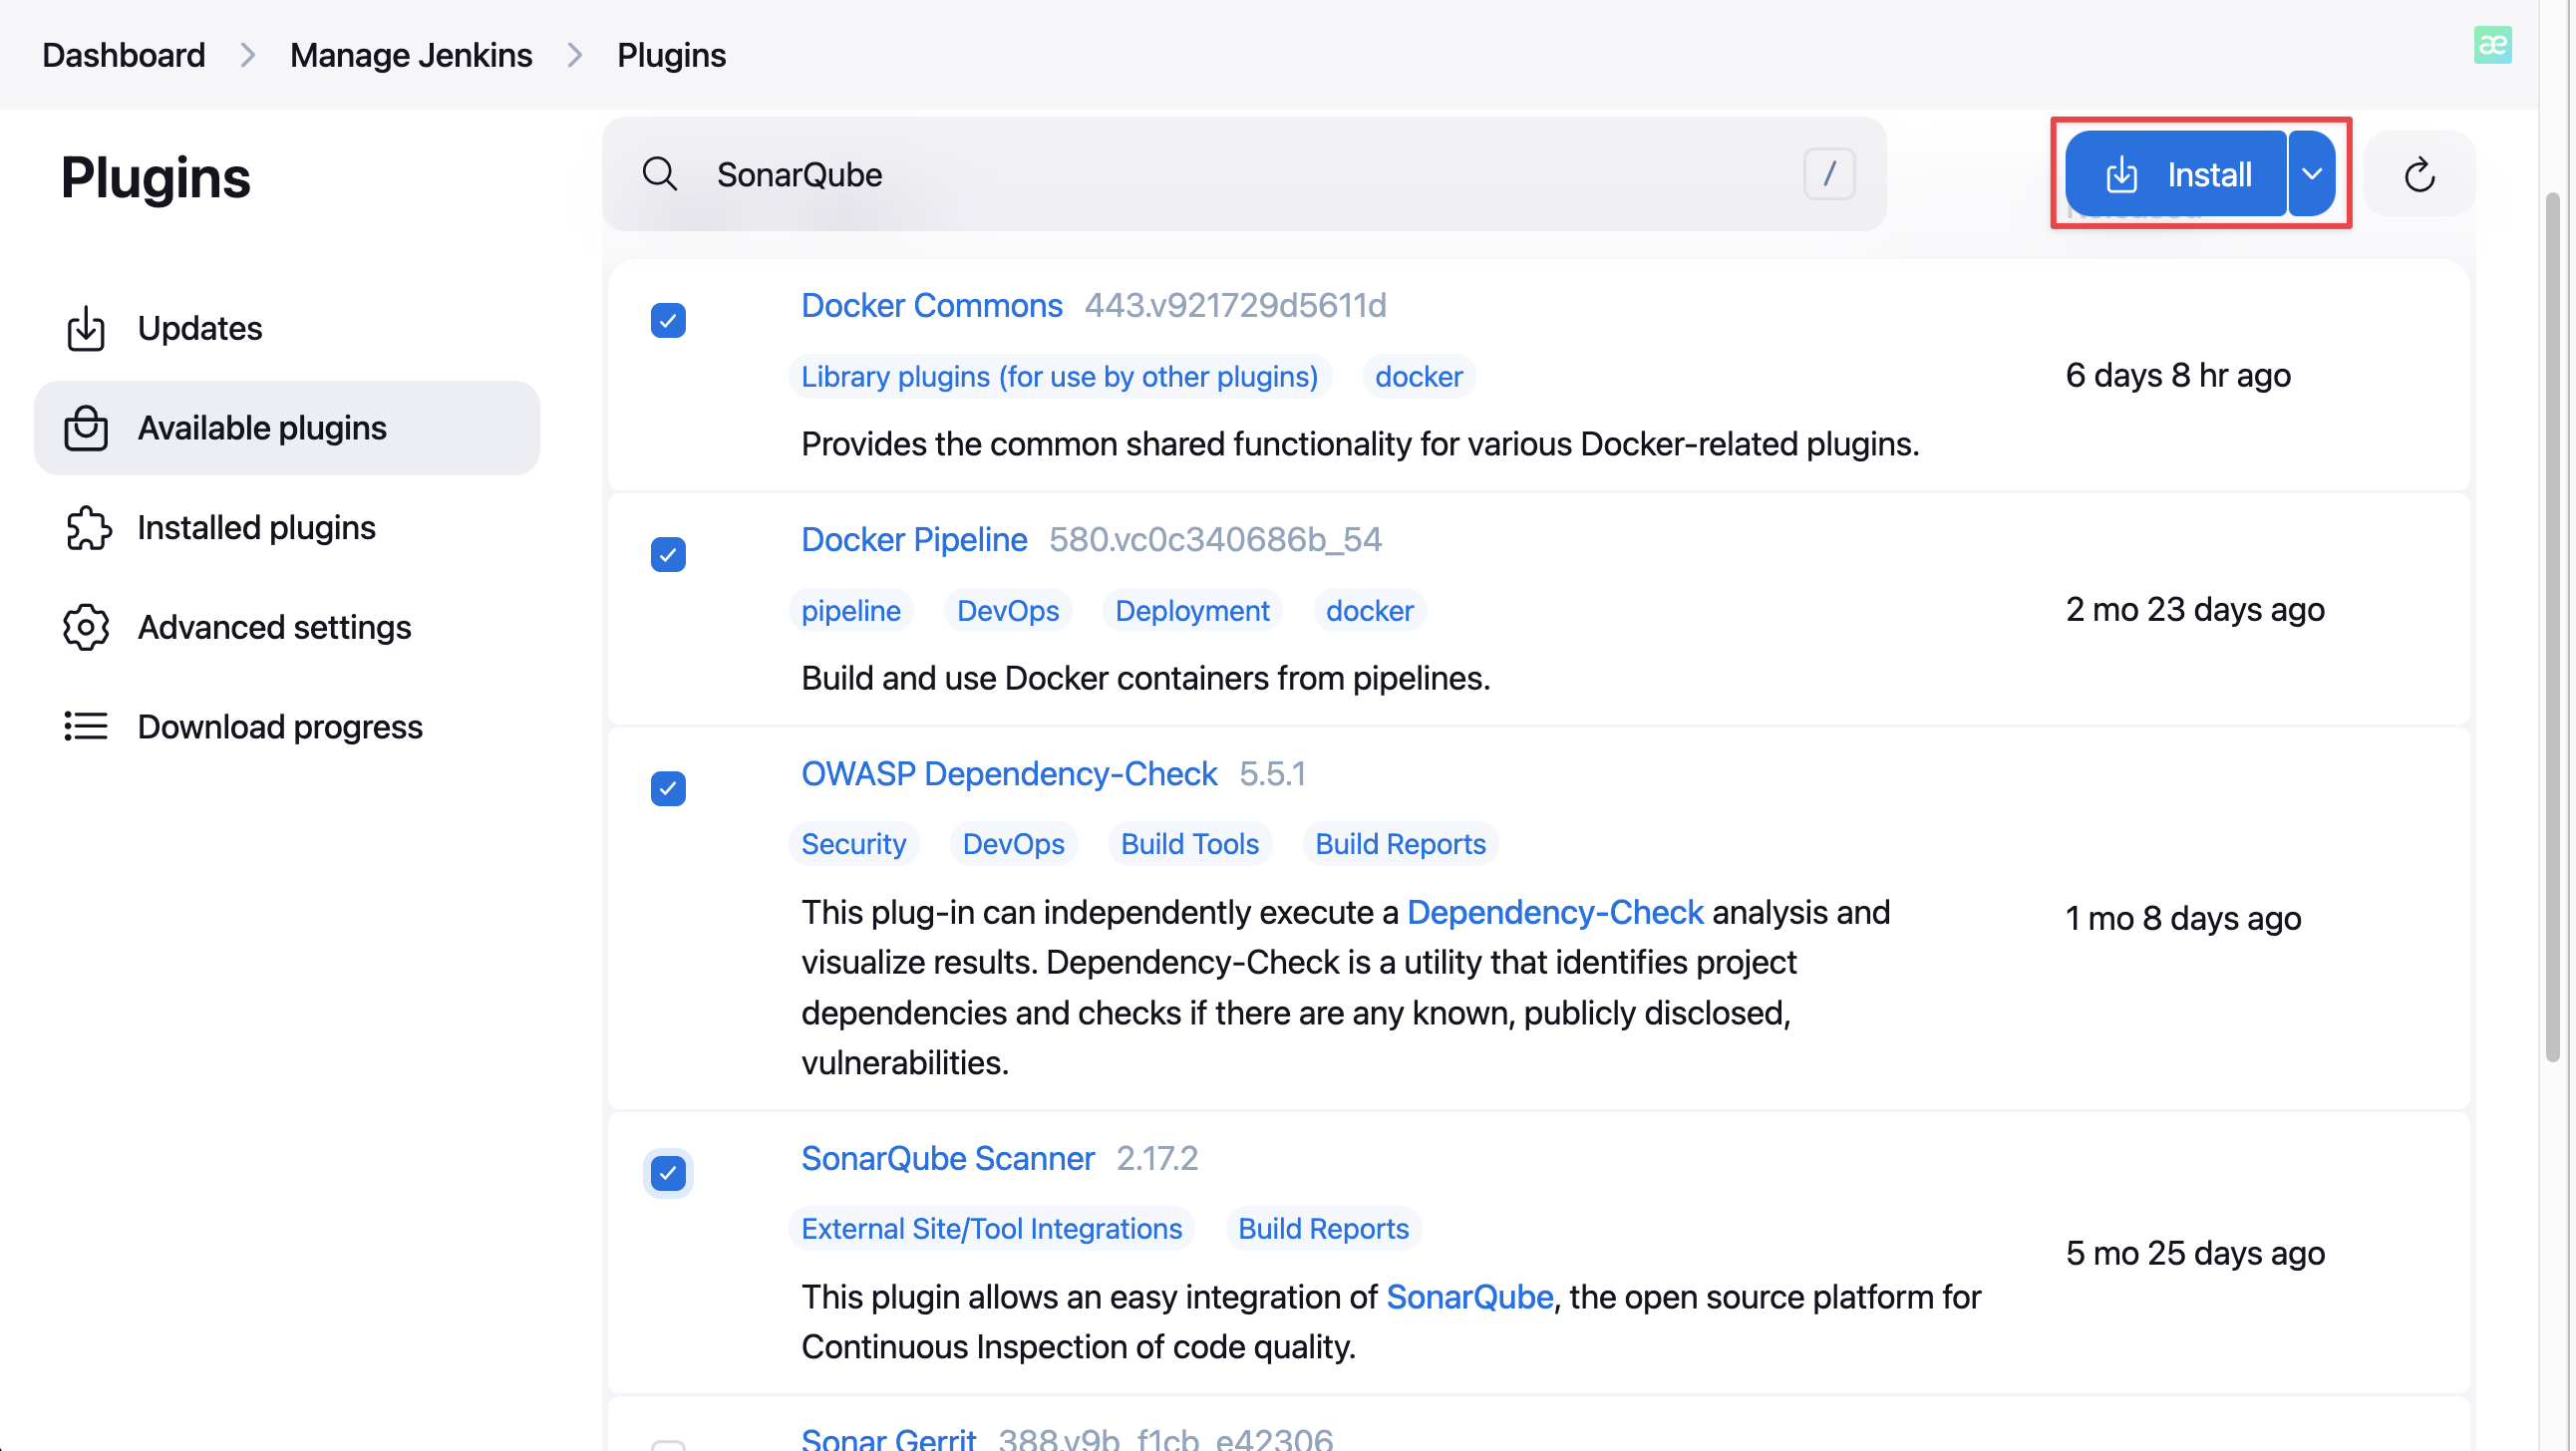 Dashboard > Manage Jenkins > Plugins
æ
Plugins
SonarQube
/
Install
Released
Updates
Available plugins
Installed plugins
Advanced settings
Download progress
Docker Commons 443.v921729d5611d
Library plugins (for use by other plugins) docker
Provides the common shared functionality for various Docker-related plugins.
6 days 8 hr ago
Docker Pipeline 580.vc0c340686b_54
pipeline DevOps Deployment docker
Build and use Docker containers from pipelines.
2 mo 23 days ago
OWASP Dependency-Check 5.5.1
Security DevOps Build Tools Build Reports
This plug-in can independently execute a Dependency-Check analysis and
visualize results. Dependency-Check is a utility that identifies project
dependencies and checks if there are any known, publicly disclosed,
vulnerabilities.
1 mo 8 days ago
SonarQube Scanner 2.17.2
External Site/Tool Integrations Build Reports
This plugin allows an easy integration of SonarQube, the open source platform for
Continuous Inspection of code quality.
5 mo 25 days ago
Sonar Gerrit 388.v9b_f1cb_e42306